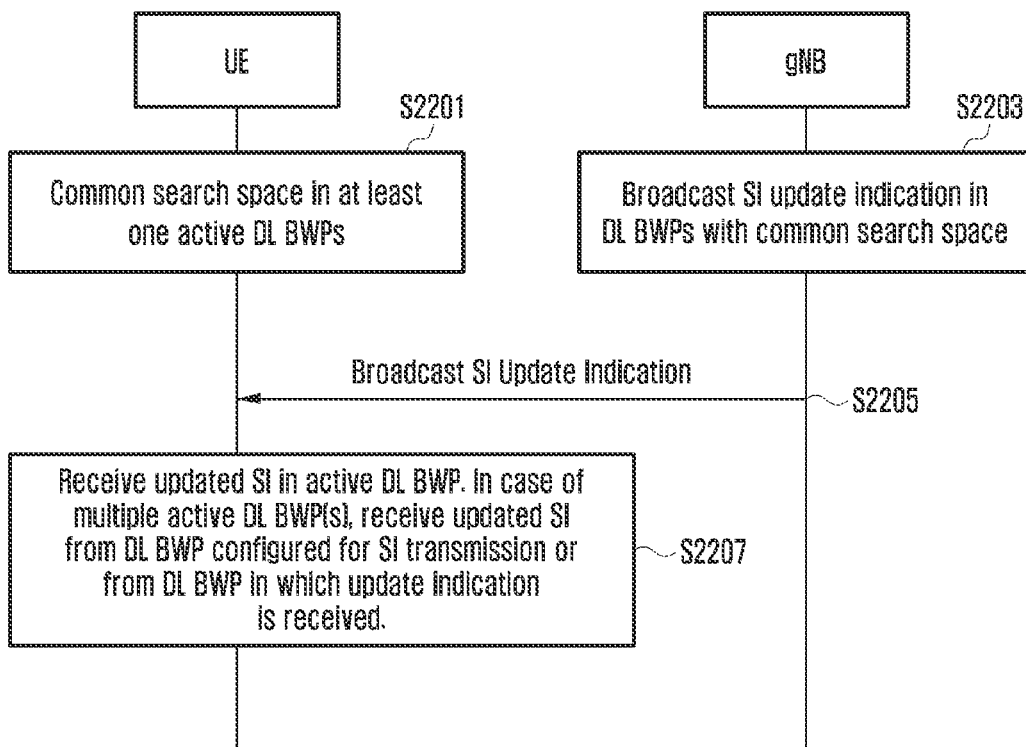 UE
gNB
S2201
S2203
Common search space in at least
one active DL BWPs
Broadcast SI update indication in
DL BWPs with common search space
Broadcast SI Update Indication
S2205
Receive updated SI in active DL BWP. In case of
multiple active DL BWP(s), receive updated SI
from DL BWP configured for SI transmission or
from DL BWP in which update indication
is received.
S2207